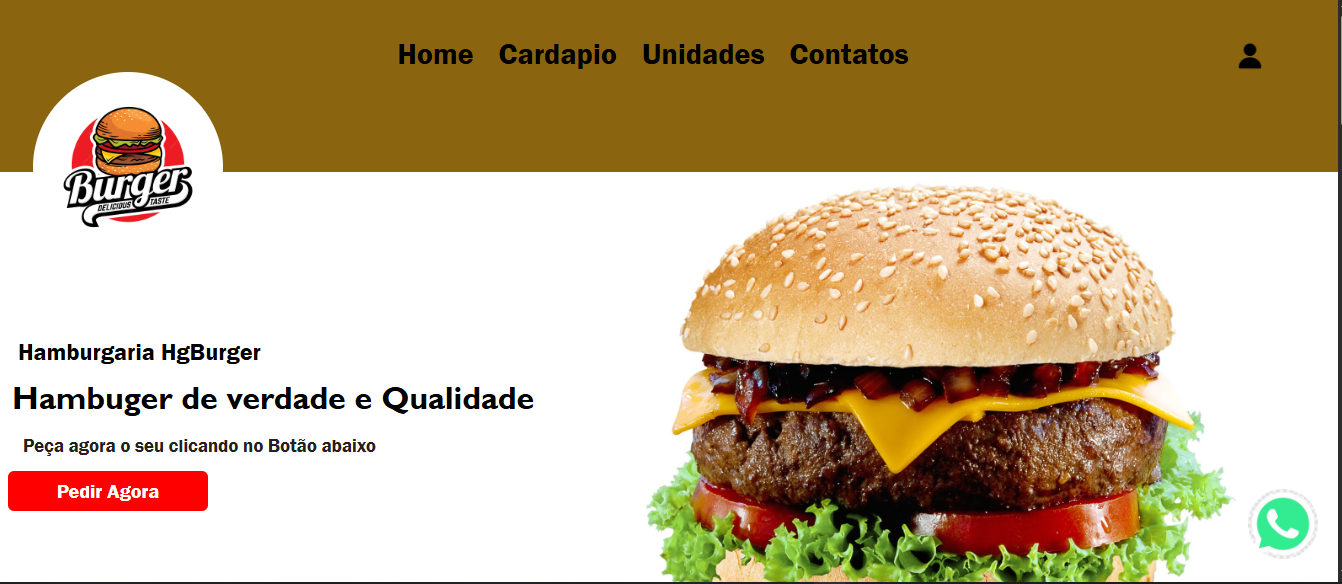 Home Cardapio Unidades Contatos
Burger
DELICIOUS TASTE
Hamburgaria HgBurger
Hambuger de verdade e Qualidade
Peça agora o seu clicando no Botão abaixo
Pedir Agora